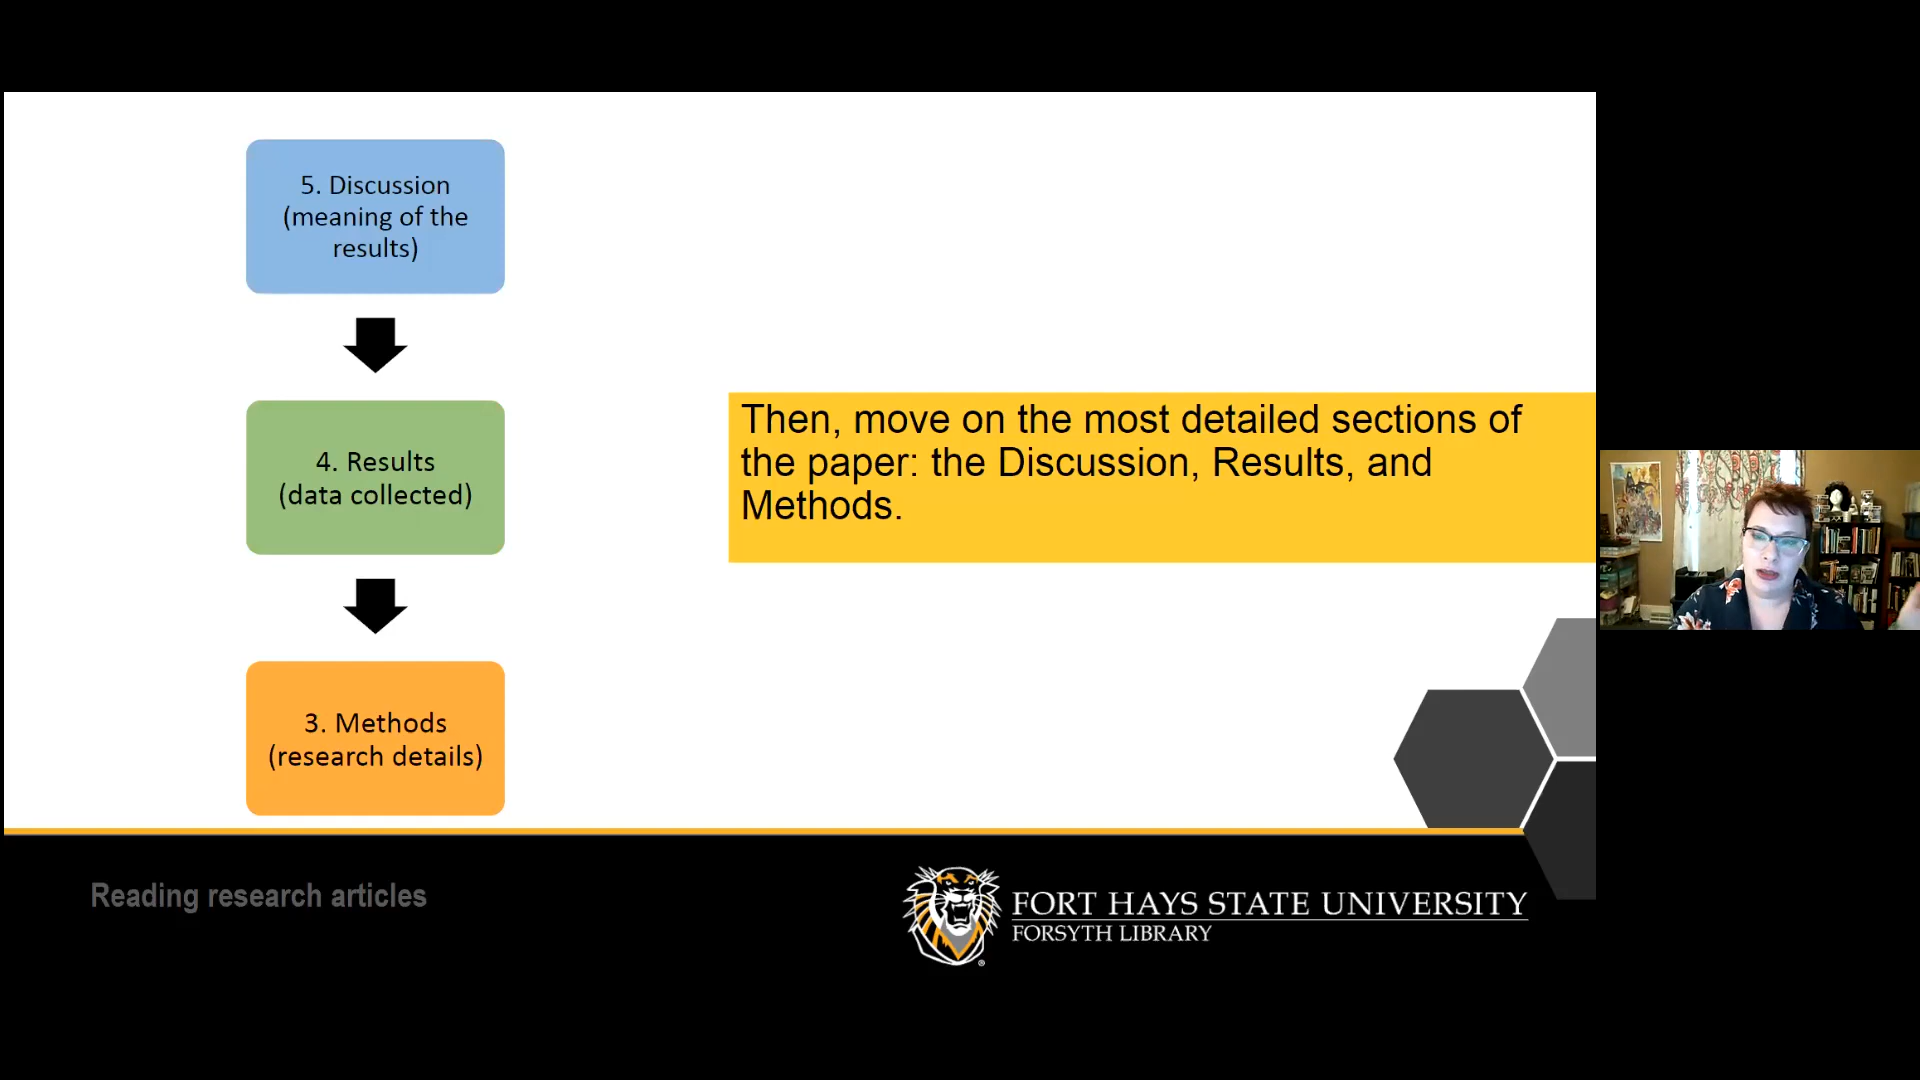 5. Discussion
(meaning of the
results)
4. Results
(data collected)
3. Methods
(research details)
Then, move on the most detailed sections of
the paper: the Discussion, Results, and
Methods.
Reading research articles
FORT HAYS STATE UNIVERSITY
FORSYTH LIBRARY
®